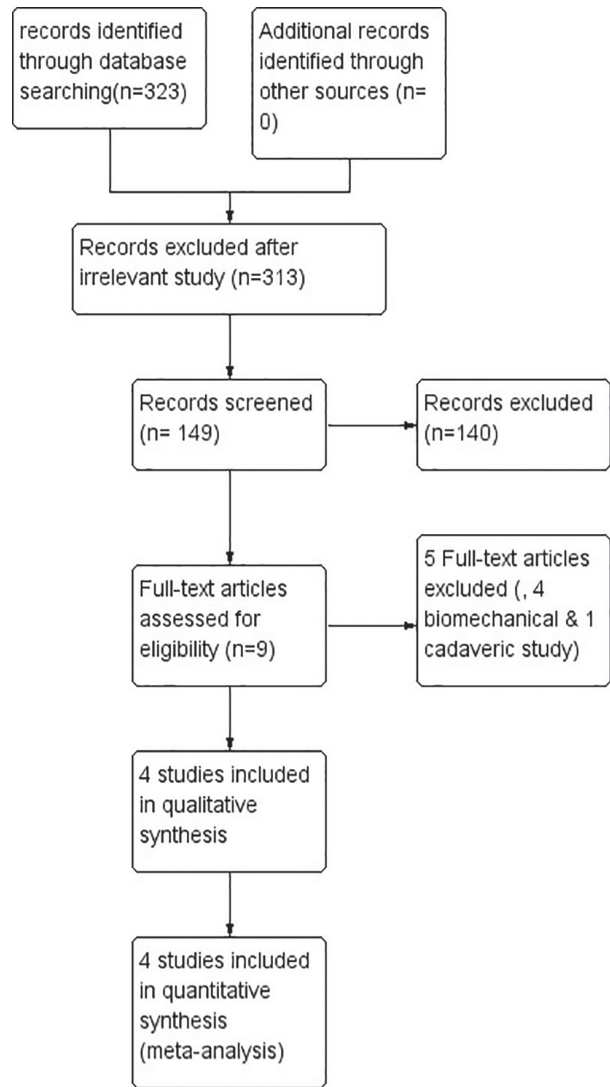 records identified
through database
searching(n=323)
Additional records
identified through
other sources (n=
0)
Records excluded after
irrelevant study (n=313)
Records screened
(n= 149)
Records excluded
(n=140)
Full-text articles
assessed for
eligibility (n=9)
5 Full-text articles
excluded (, 4
biomechanical & 1
cadaveric study)
4 studies included
in qualitative
synthesis
4 studies included
in quantitative
synthesis
(meta-analysis)